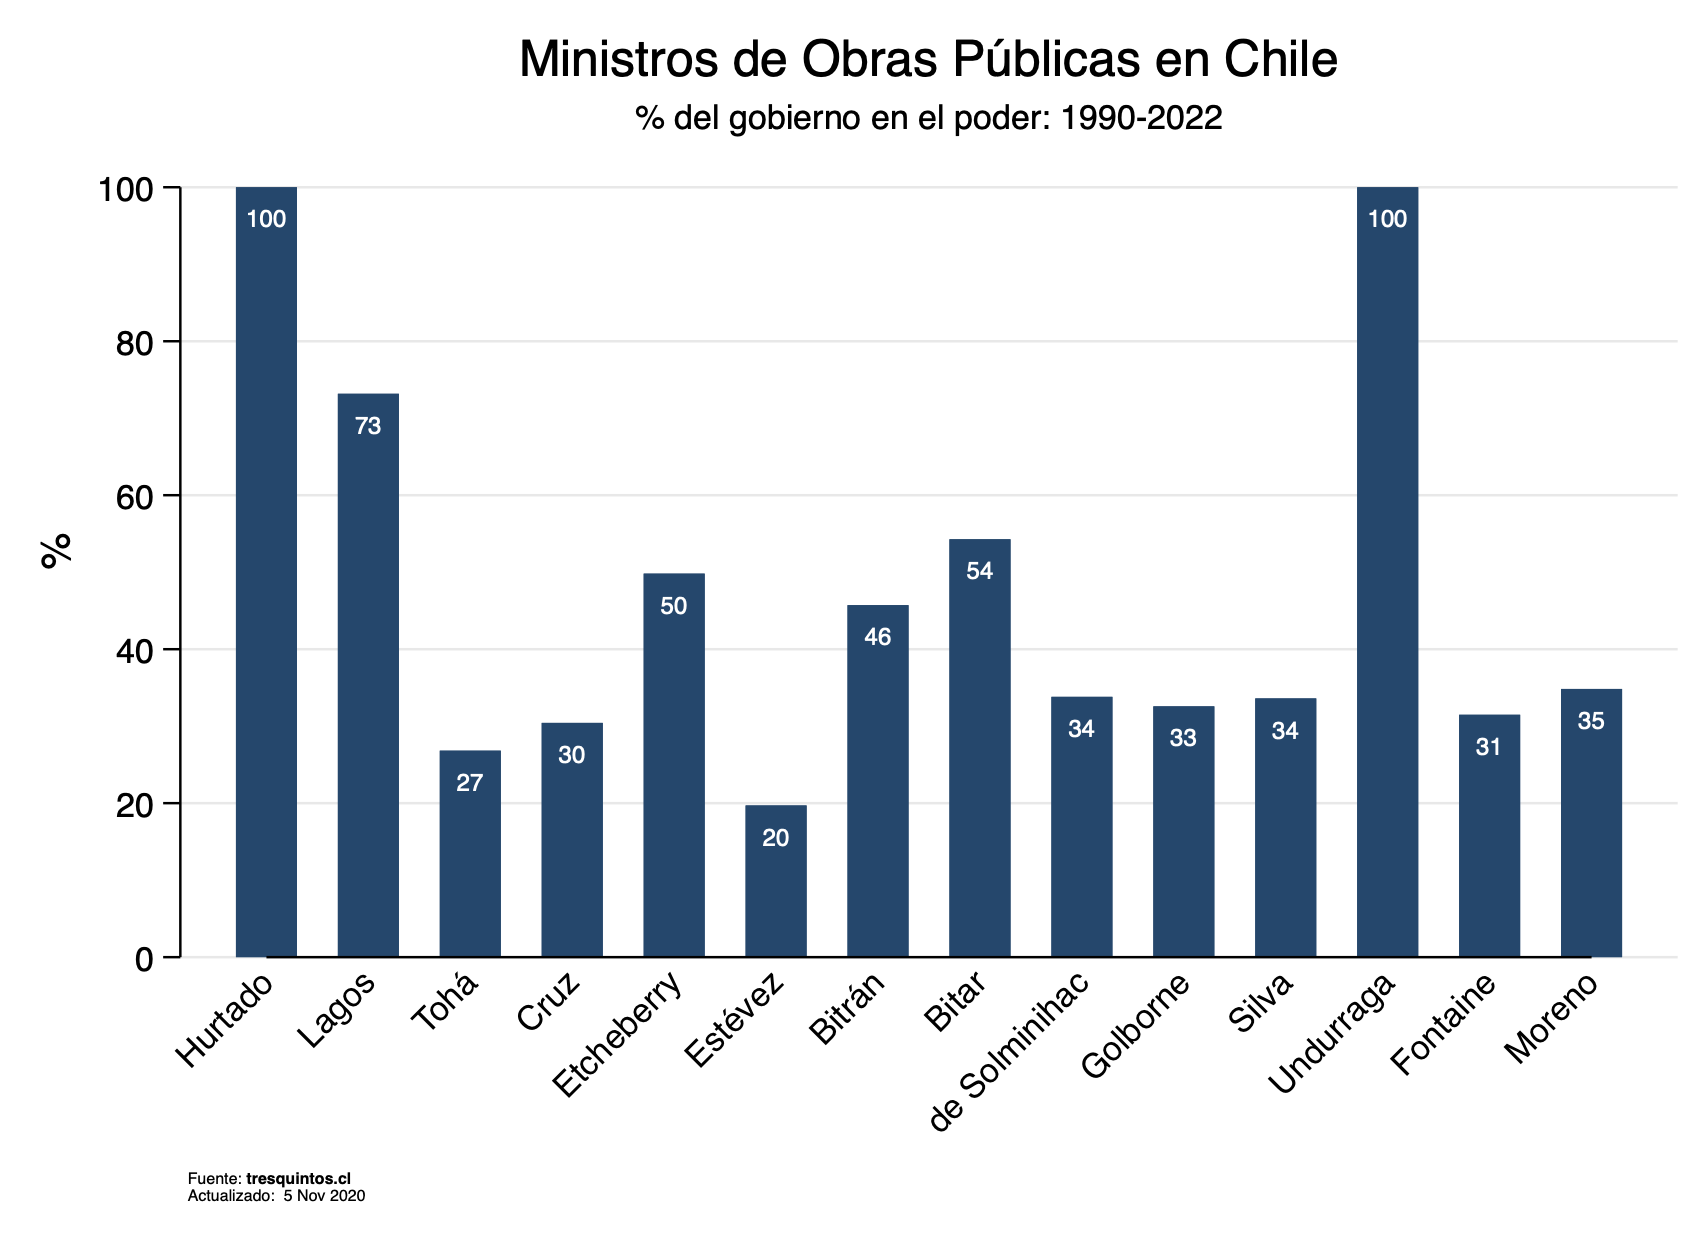 Ministros de Obras Públicas en Chile
% del gobierno en el poder: 1990-2022
%
100
80
60
40
20
0
100
73
27
30
50
20
46
54
34
33
34
100
31
35
Hurtado
Lagos
Tohá
Cruz
Etcheberry
Estévez
Bitrán
Bitar
de Solminihac
Golborne
Silva
Undurraga
Fontaine
Moreno
Fuente: tresquintos.cl
Actualizado:  5 Nov 2020